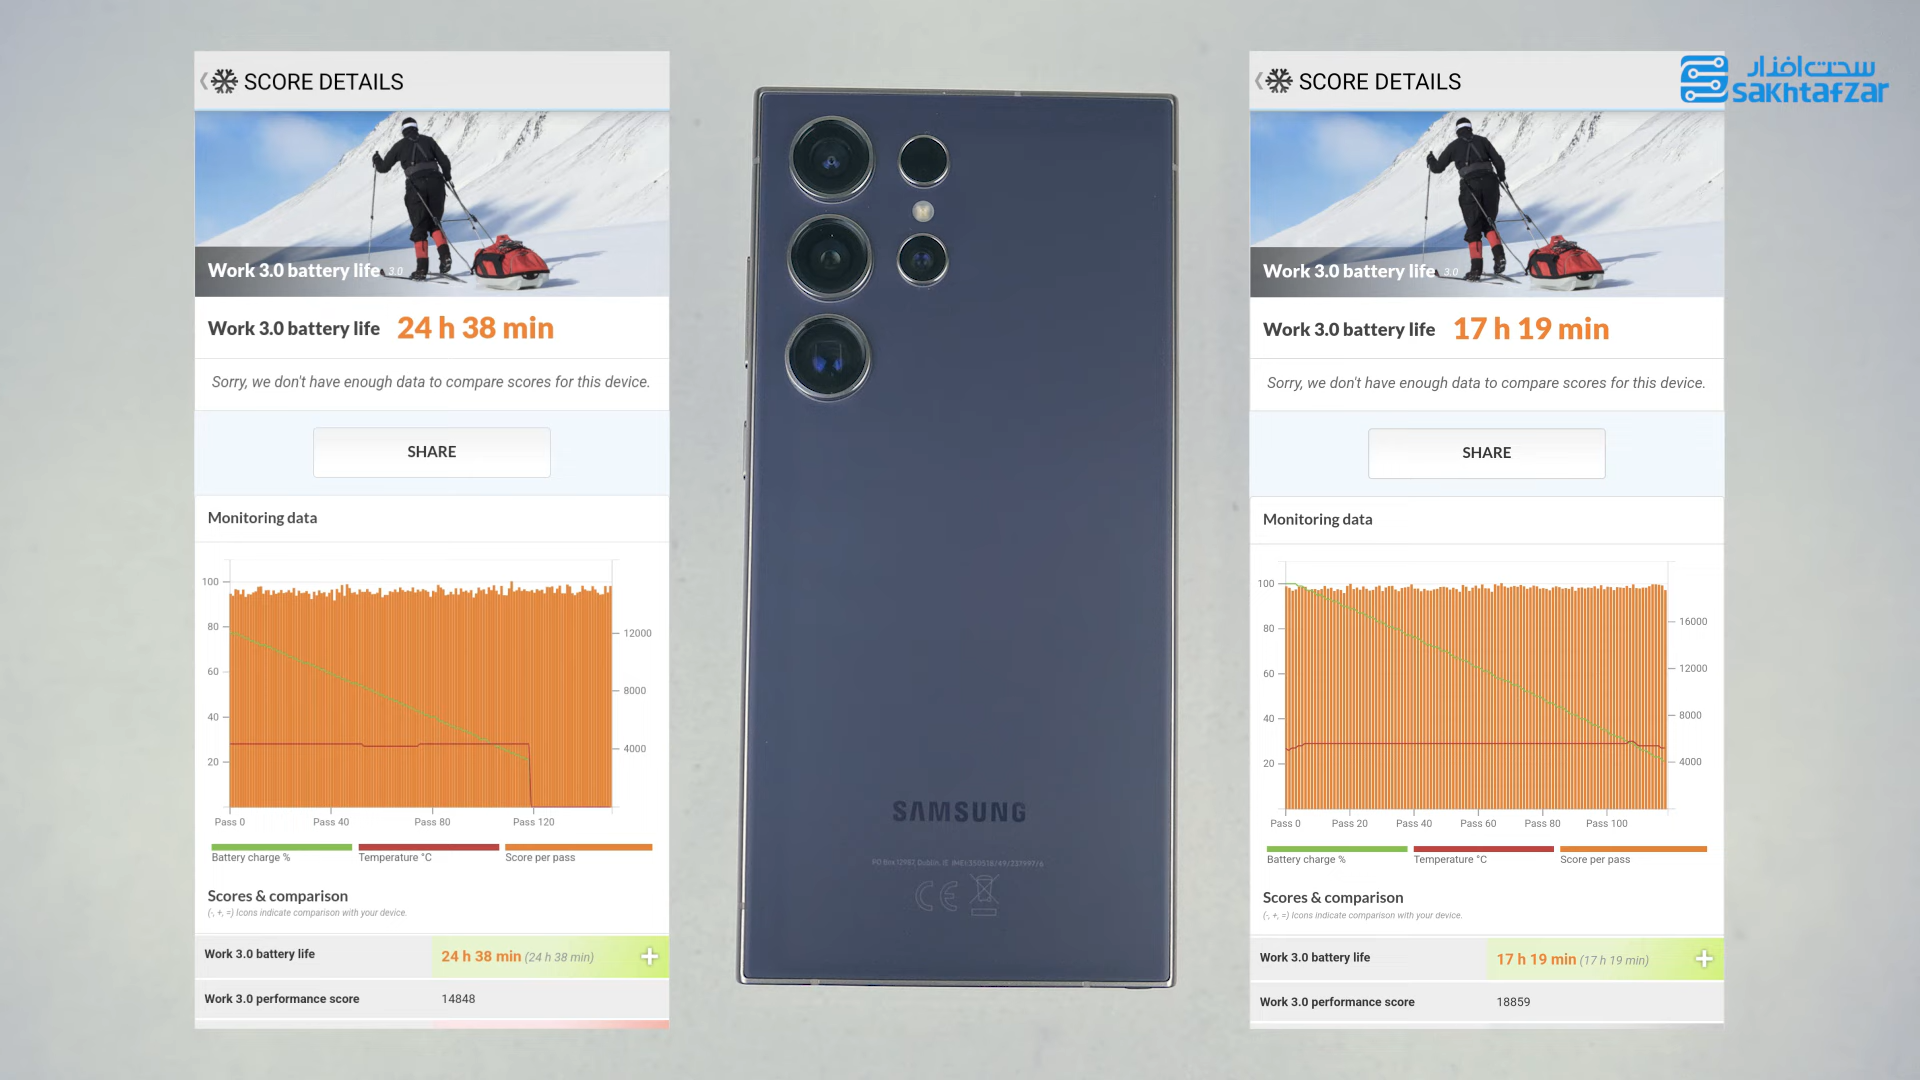 SCORE DETAILS
Work 3.0 battery life 3.0
Work 3.0 battery life 24 h 38 min
Sorry, we don't have enough data to compare scores for this device.
SHARE
Monitoring data
100
80
60
40
20
12000
8000
4000
Pass 0 Pass 40 Pass 80 Pass 120
Battery charge % Temperature °C Score per pass
Scores & comparison
(-, +, =) Icons indicate comparison with your device.
Work 3.0 battery life 24 h 38 min (24 h 38 min) +
Work 3.0 performance score 14848
SAMSUNG
CE
SCORE DETAILS
Work 3.0 battery life 3.0
Work 3.0 battery life 17 h 19 min
Sorry, we don't have enough data to compare scores for this device.
SHARE
Monitoring data
100
80
60
40
20
16000
12000
8000
4000
Pass 0 Pass 20 Pass 40 Pass 60 Pass 80 Pass 100
Battery charge % Temperature °C Score per pass
Scores & comparison
(-, +, =) Icons indicate comparison with your device.
Work 3.0 battery life 17 h 19 min (17 h 19 min) +
Work 3.0 performance score 18859
سخت‌افزار
sakhtafzar